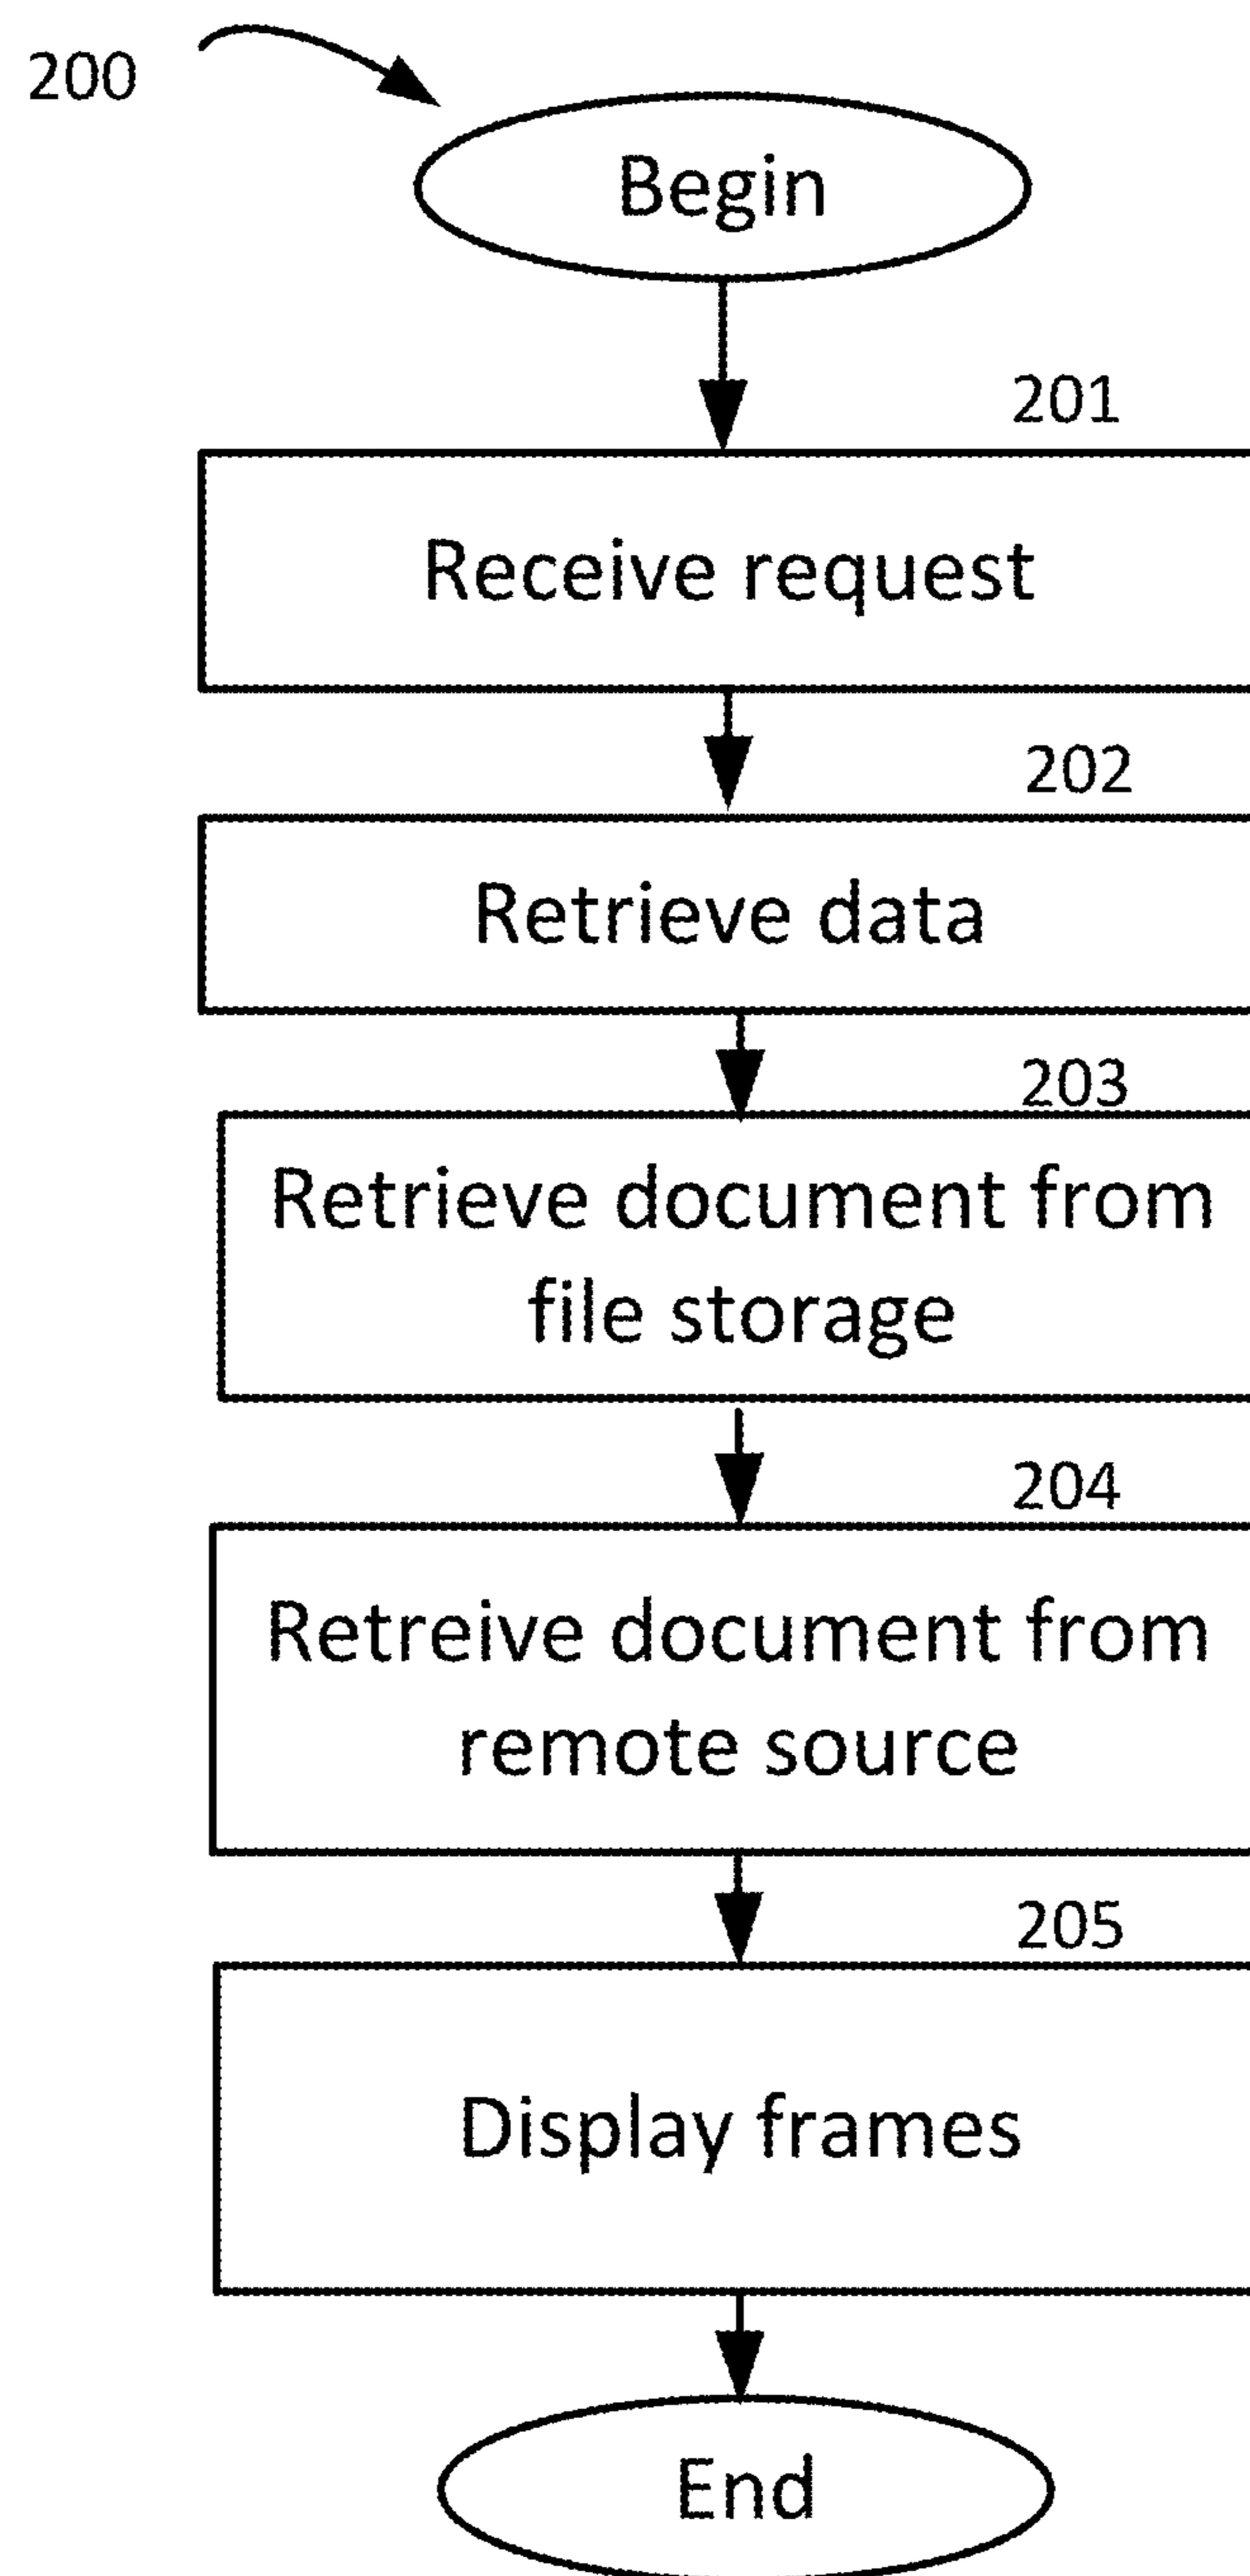 200
Begin
201
Receive request
202
Retrieve data
203
Retrieve document from
file storage
204
Retreive document from
remote source
205
Display frames
End